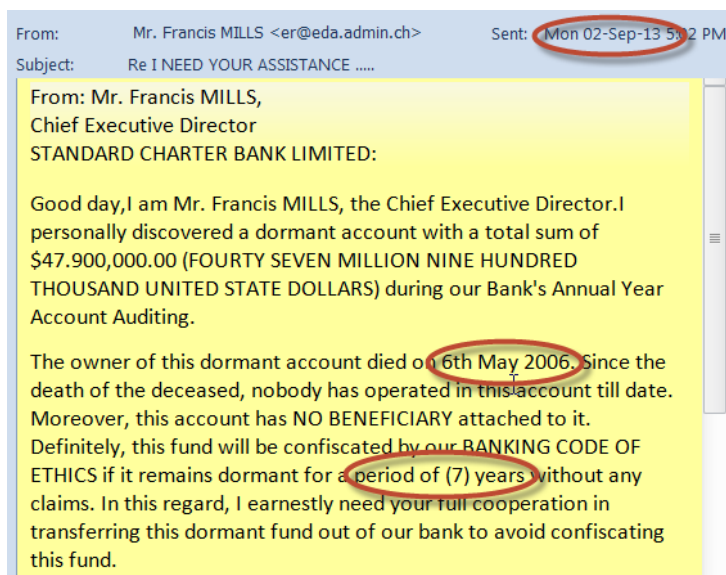 From: Mr. Francis MILLS <er@eda.admin.ch> Sent: Mon 02-Sep-13 5:02 PM
Subject: Re I NEED YOUR ASSISTANCE .....
From: Mr. Francis MILLS,
Chief Executive Director
STANDARD CHARTER BANK LIMITED:
Good day,I am Mr. Francis MILLS, the Chief Executive Director.I
personally discovered a dormant account with a total sum of
$47.900,000.00 (FOURTY SEVEN MILLION NINE HUNDRED
THOUSAND UNITED STATE DOLLARS) during our Bank's Annual Year
Account Auditing.
The owner of this dormant account died on 6th May 2006. Since the
death of the deceased, nobody has operated in this account till date.
Moreover, this account has NO BENEFICIARY attached to it.
Definitely, this fund will be confiscated by our BANKING CODE OF
ETHICS if it remains dormant for a period of (7) years without any
claims. In this regard, I earnestly need your full cooperation in
transferring this dormant fund out of our bank to avoid confiscating
this fund.